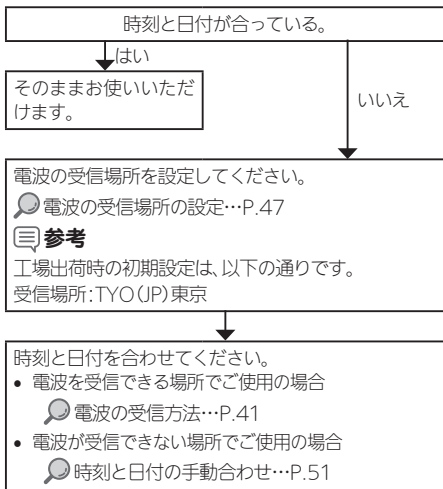 時刻と日付が合っている。
はい
そのままお使いいただ
けます。
いいえ
電波の受信場所を設定してください。
電波の受信場所の設定…P.47
参考
工場出荷時の初期設定は、以下の通りです。
受信場所：TYO（JP）東京
時刻と日付を合わせてください。
• 電波を受信できる場所でご使用の場合
電波の受信方法…P.41
• 電波が受信できない場所でご使用の場合
時刻と日付の手動合わせ…P.51